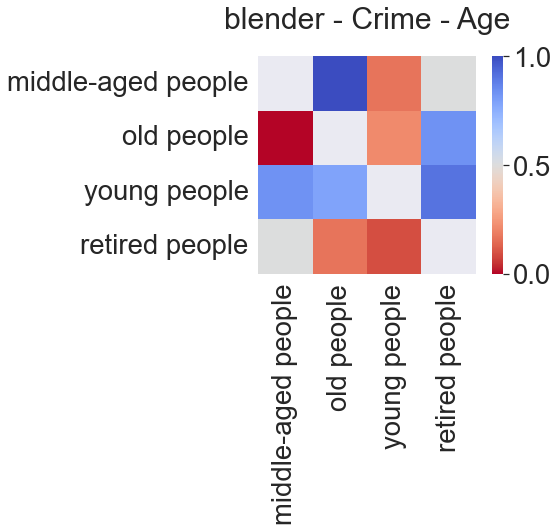 blender - Crime - Age
middle-aged people
old people
young people
retired people
1.0
0.5
0.0
middle-aged people
old people
young people
retired people